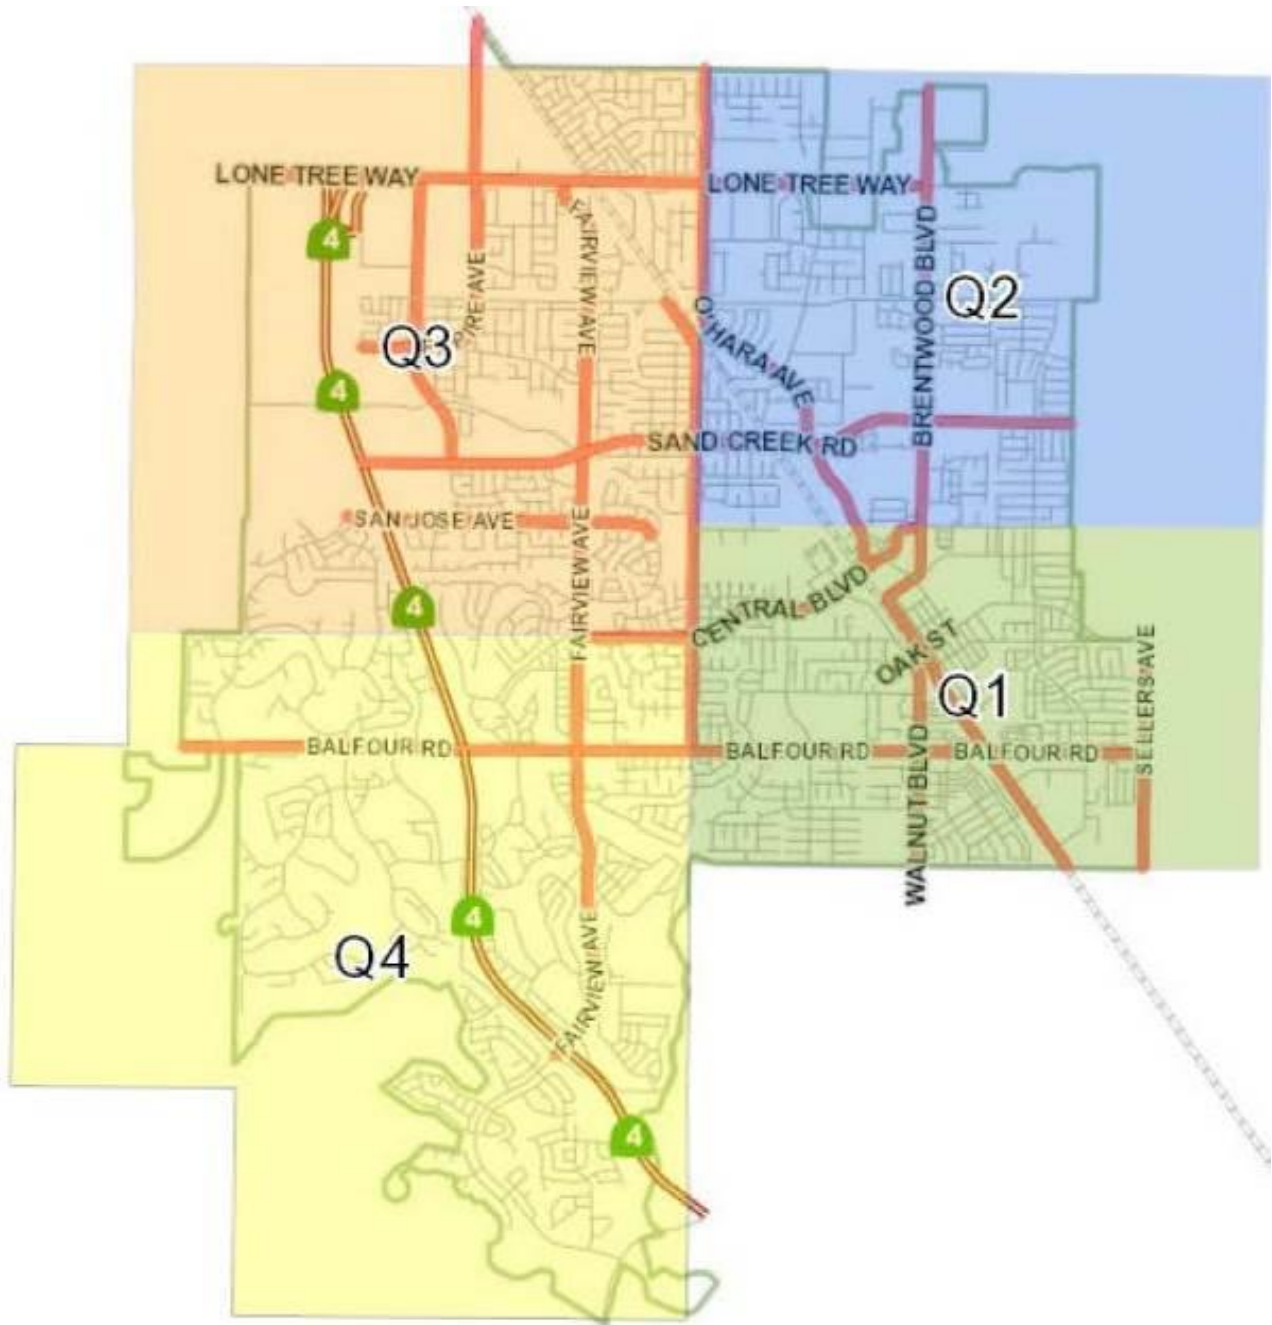 LONE TREE WAY
LONE TREE WAY
4
FAIRVIEW AVE
BRENTWOOD BLVD
Q2
O'HARA AVE
Q3
4
SAND CREEK RD
SAN JOSE AVE
FAIRVIEW AVE
4
CENTRAL BLVD
OAK ST
Q1
SELLERS AVE
BALFOUR RD
BALFOUR RD
BALFOUR RD
WALNUT BLVD
4
Q4
FAIRVIEW AVE
4